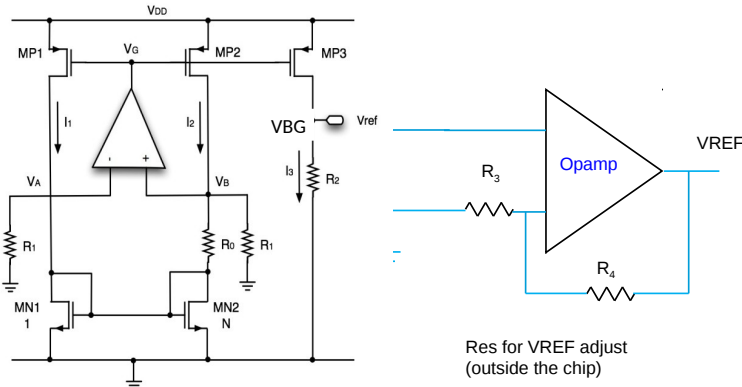 VDD
MP1
VG
MP2
MP3
I1
I2
VBG
Vref
- +
I3
R2
VA
VB
R1
R0
R1
MN1
1
MN2
N
VREF
Opamp
R3
R4
Res for VREF adjust
(outside the chip)